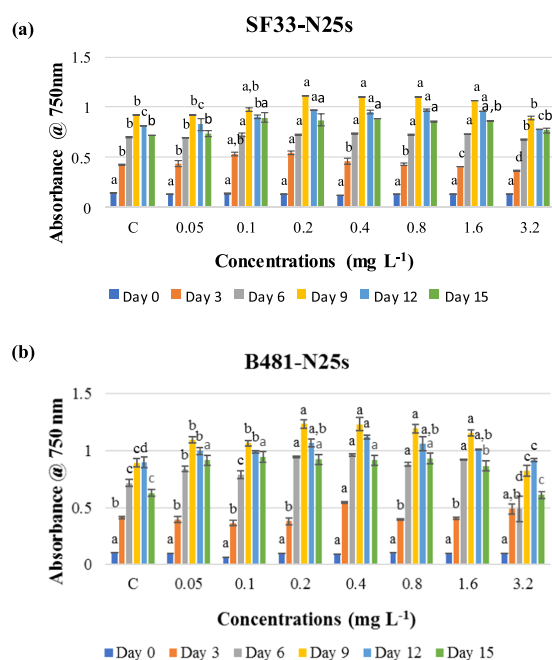 (a)
SF33-N25s
Absorbance @ 750nm
1.5
1
0.5
0
a b b b c b
a b b b c b
a a,b b a,b b a
a a b a a a
a b b a a a
a b b a a a
a c b a a a,b
a d b b c b
C 0.05 0.1 0.2 0.4 0.8 1.6 3.2
Concentrations (mg L-1)
Day 0 Day 3 Day 6 Day 9 Day 12 Day 15
(b)
B481-N25s
Absorbance @ 750 nm
1.5
1
0.5
0
a b c c d c
a b b b b a
a b c b b a
a b a a b a
a a a a a a
a b a a a,b a
a b a a a,b b
a a,b d c c c
C 0.05 0.1 0.2 0.4 0.8 1.6 3.2
Concentrations (mg L-1)
Day 0 Day 3 Day 6 Day 9 Day 12 Day 15